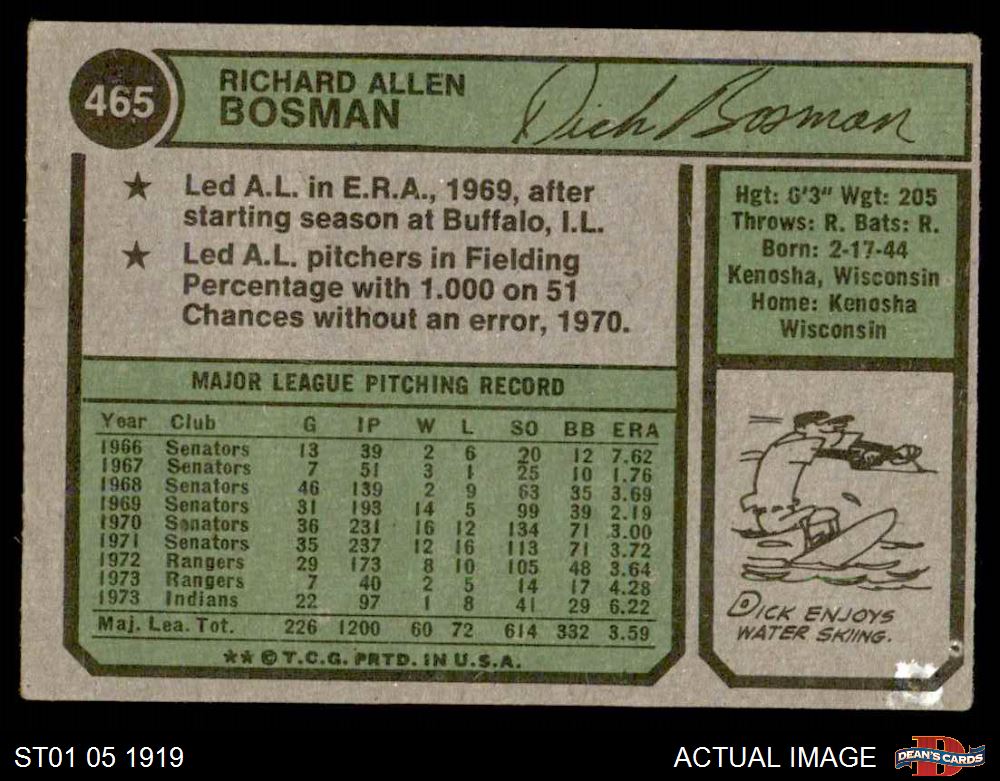 465
RICHARD ALLEN
BOSMAN
Dick Bosman
★ Led A.L. in E.R.A., 1969, after
starting season at Buffalo, I.L.
★ Led A.L. pitchers in Fielding
Percentage with 1.000 on 51
Chances without an error, 1970.
Hgt: 6'3" Wgt: 205
Throws: R. Bats: R.
Born: 2-17-44
Kenosha, Wisconsin
Home: Kenosha
Wisconsin
MAJOR LEAGUE PITCHING RECORD
Year Club G IP W L SO BB ERA
1966 Senators 13 39 2 6 20 12 7.62
1967 Senators 7 51 3 1 25 10 1.76
1968 Senators 46 139 2 9 63 35 3.69
1969 Senators 31 193 14 5 99 39 2.19
1970 Senators 36 231 16 12 134 71 3.00
1971 Senators 35 237 12 16 113 71 3.72
1972 Rangers 29 173 8 10 105 48 3.64
1973 Rangers 7 40 2 5 14 17 4.28
1973 Indians 22 97 1 8 41 29 6.22
Maj. Lea. Tot. 226 1200 60 72 614 332 3.59
★★ © T.C.G. PRTD. IN U.S.A.
DICK ENJOYS
WATER SKIING.
ST01 05 1919
ACTUAL IMAGE
D
DEAN'S CARDS